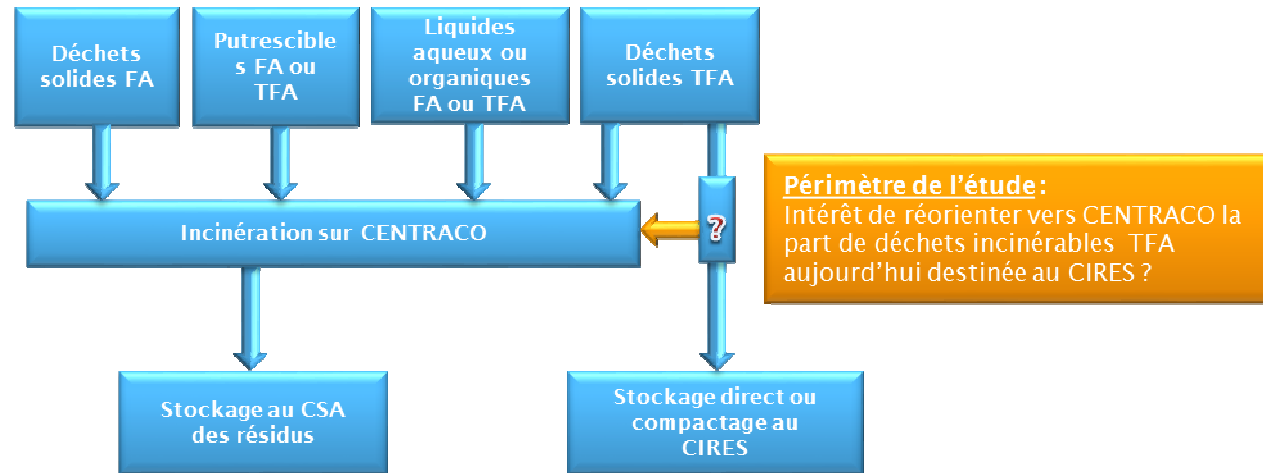 Déchets
solides FA
Putrescible
s FA ou
TFA
Liquides
aqueux ou
organiques
FA ou TFA
Déchets
solides TFA
Incinération sur CENTRACO
?
Périmètre de l'étude:
Intérêt de réorienter vers CENTRACO la
part de déchets incinérables TFA
aujourd'hui destinée au CIRES ?
Stockage au CSA
des résidus
Stockage direct ou
compactage au
CIRES